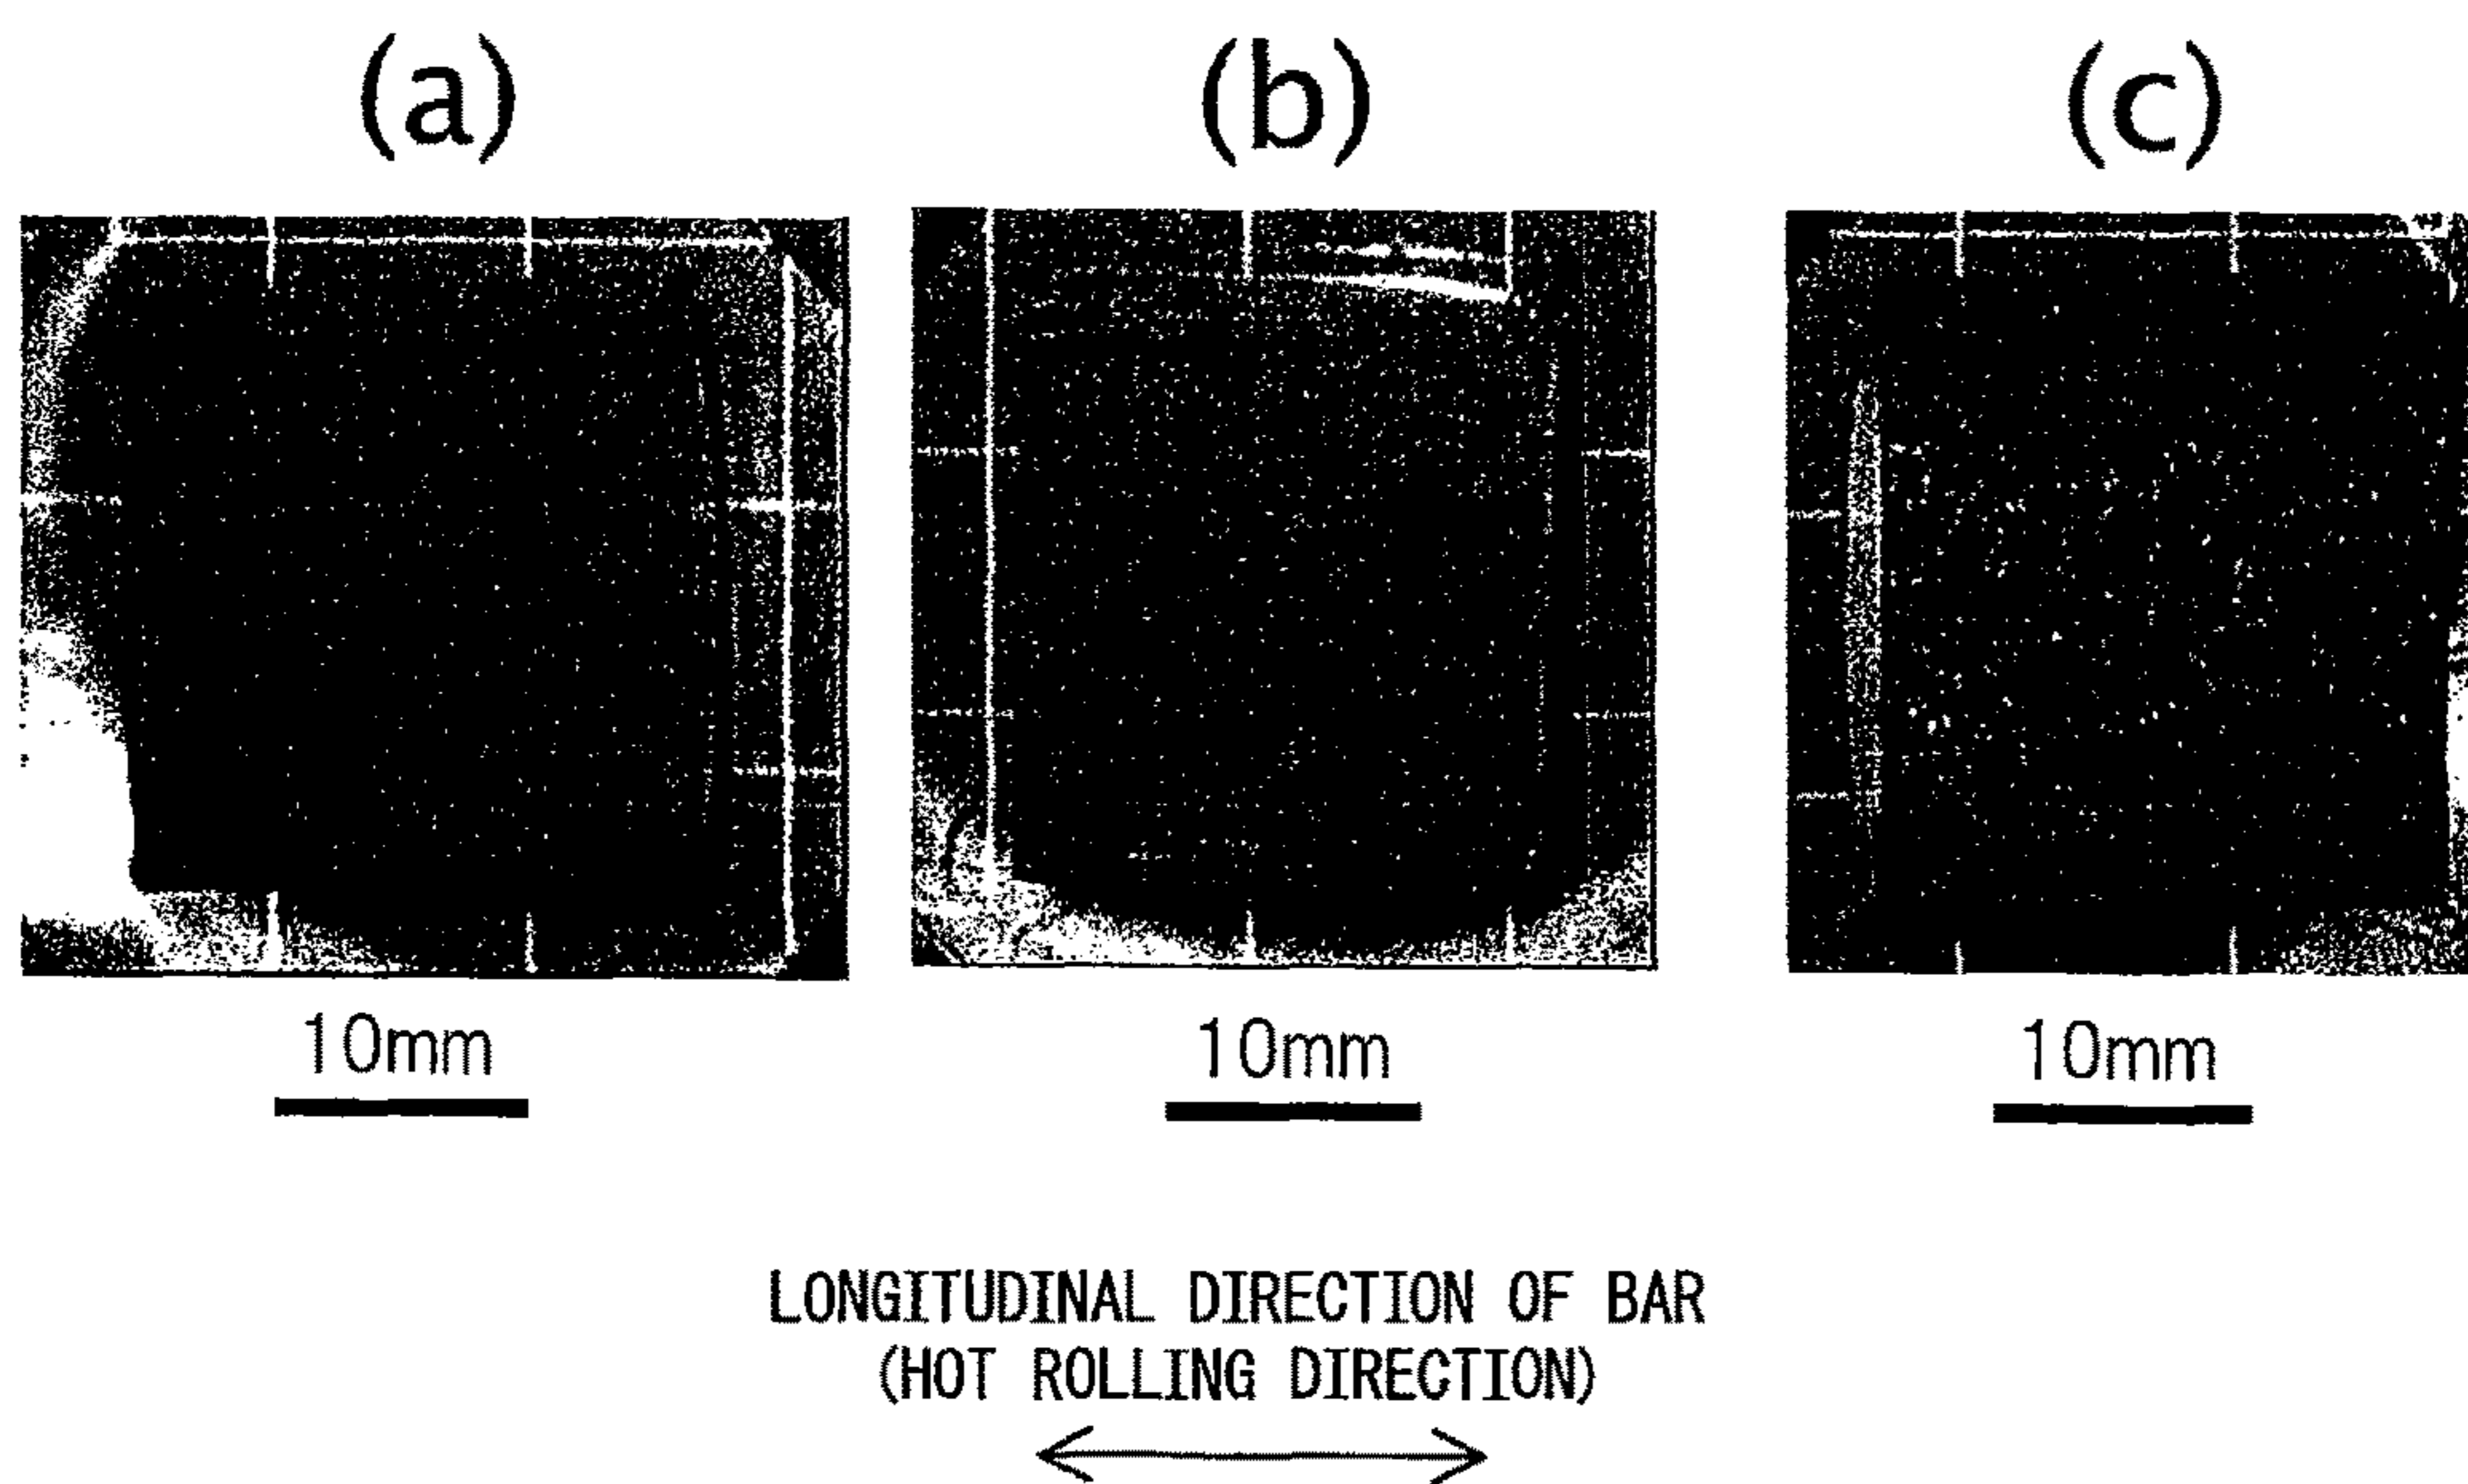 (a)
(b)
(c)
10mm
10mm
10mm
LONGITUDINAL DIRECTION OF BAR
(HOT ROLLING DIRECTION)